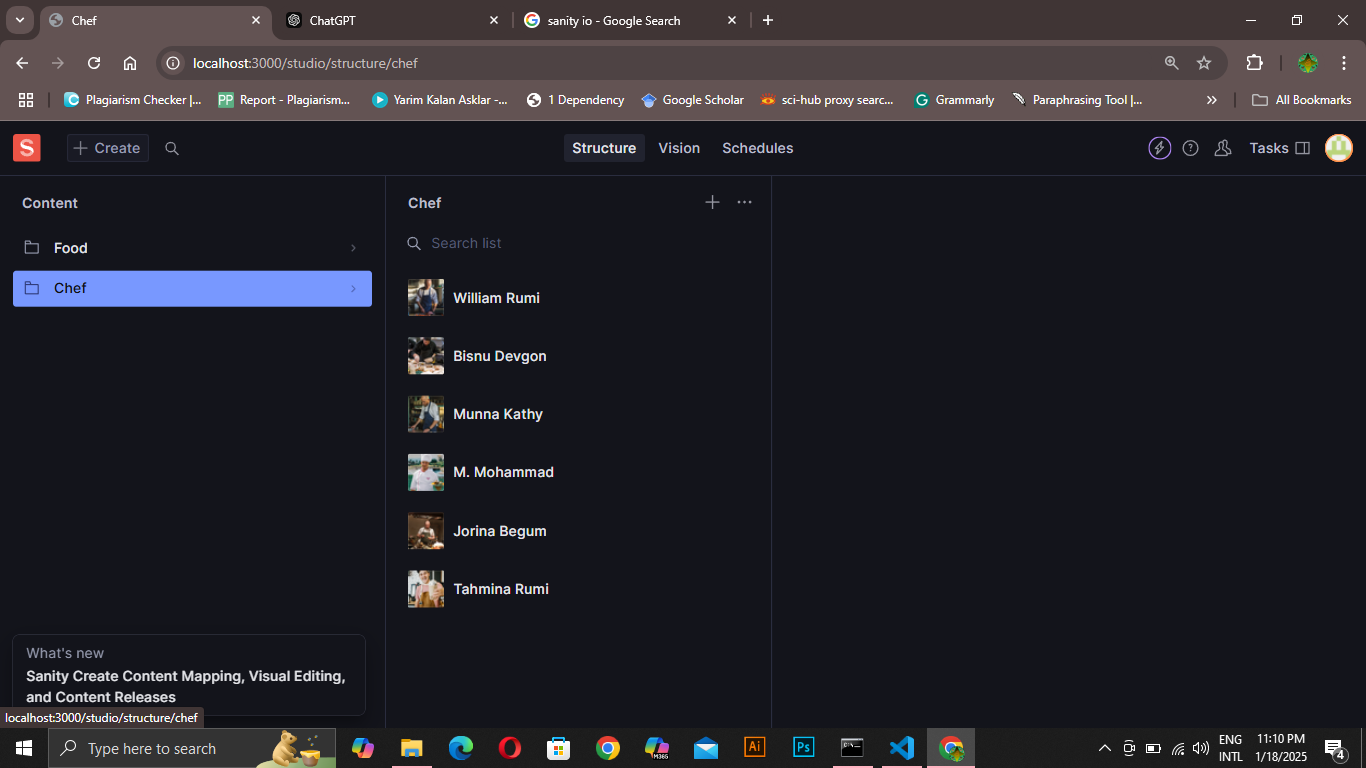 Chef
ChatGPT
sanity io - Google Search
localhost:3000/studio/structure/chef
Plagiarism Checker |...
PP
Report - Plagiarism...
Yarim Kalan Asklar -...
1 Dependency
Google Scholar
sci-hub proxy searc...
Grammarly
Paraphrasing Tool |...
»
All Bookmarks
S
Create
Structure
Vision
Schedules
Tasks
Content
Food
Chef
Chef
Search list
William Rumi
Bisnu Devgon
Munna Kathy
M. Mohammad
Jorina Begum
Tahmina Rumi
What's new
Sanity Create Content Mapping, Visual Editing,
and Content Releases
localhost:3000/studio/structure/chef
Type here to search
M365
Ai
Ps
ENG
INTL
11:10 PM
1/18/2025
4